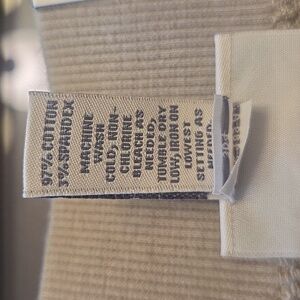 97% COTTON
3% SPANDEX
MACHINE
WASH
COLD, NON-
CHLORINE
BLEACH AS
NEEDED,
TUMBLE DRY
LOW, IRON ON
LOWEST
SETTING AS